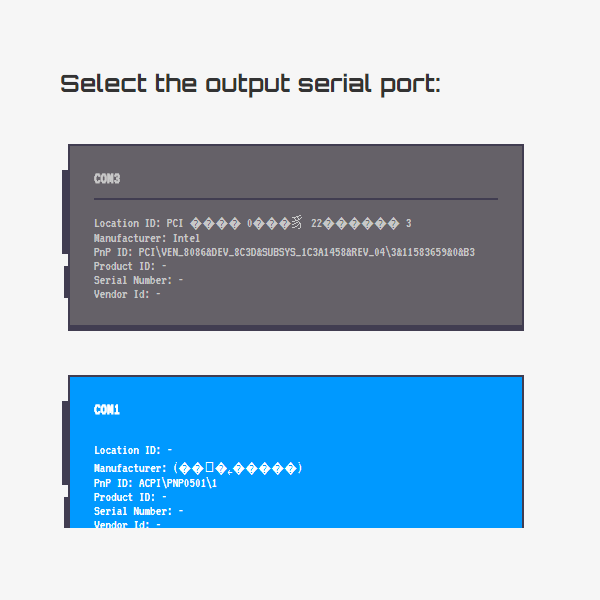 Select the output serial port:
CON3
Location ID: PCI ���� 0��� 22������ 3
Manufacturer: Intel
PnP ID: PCI\VEN_8086&DEV_8C3D&SUBSYS_1C3A1458&REV_04\3&11583659&0&B3
Product ID: -
Serial Number: -
Vendor Id: -
CON1
Location ID: -
Manufacturer: (��▯�˿�����)
PnP ID: ACPI\PNP0501\1
Product ID: -
Serial Number: -
Vendor Id: -